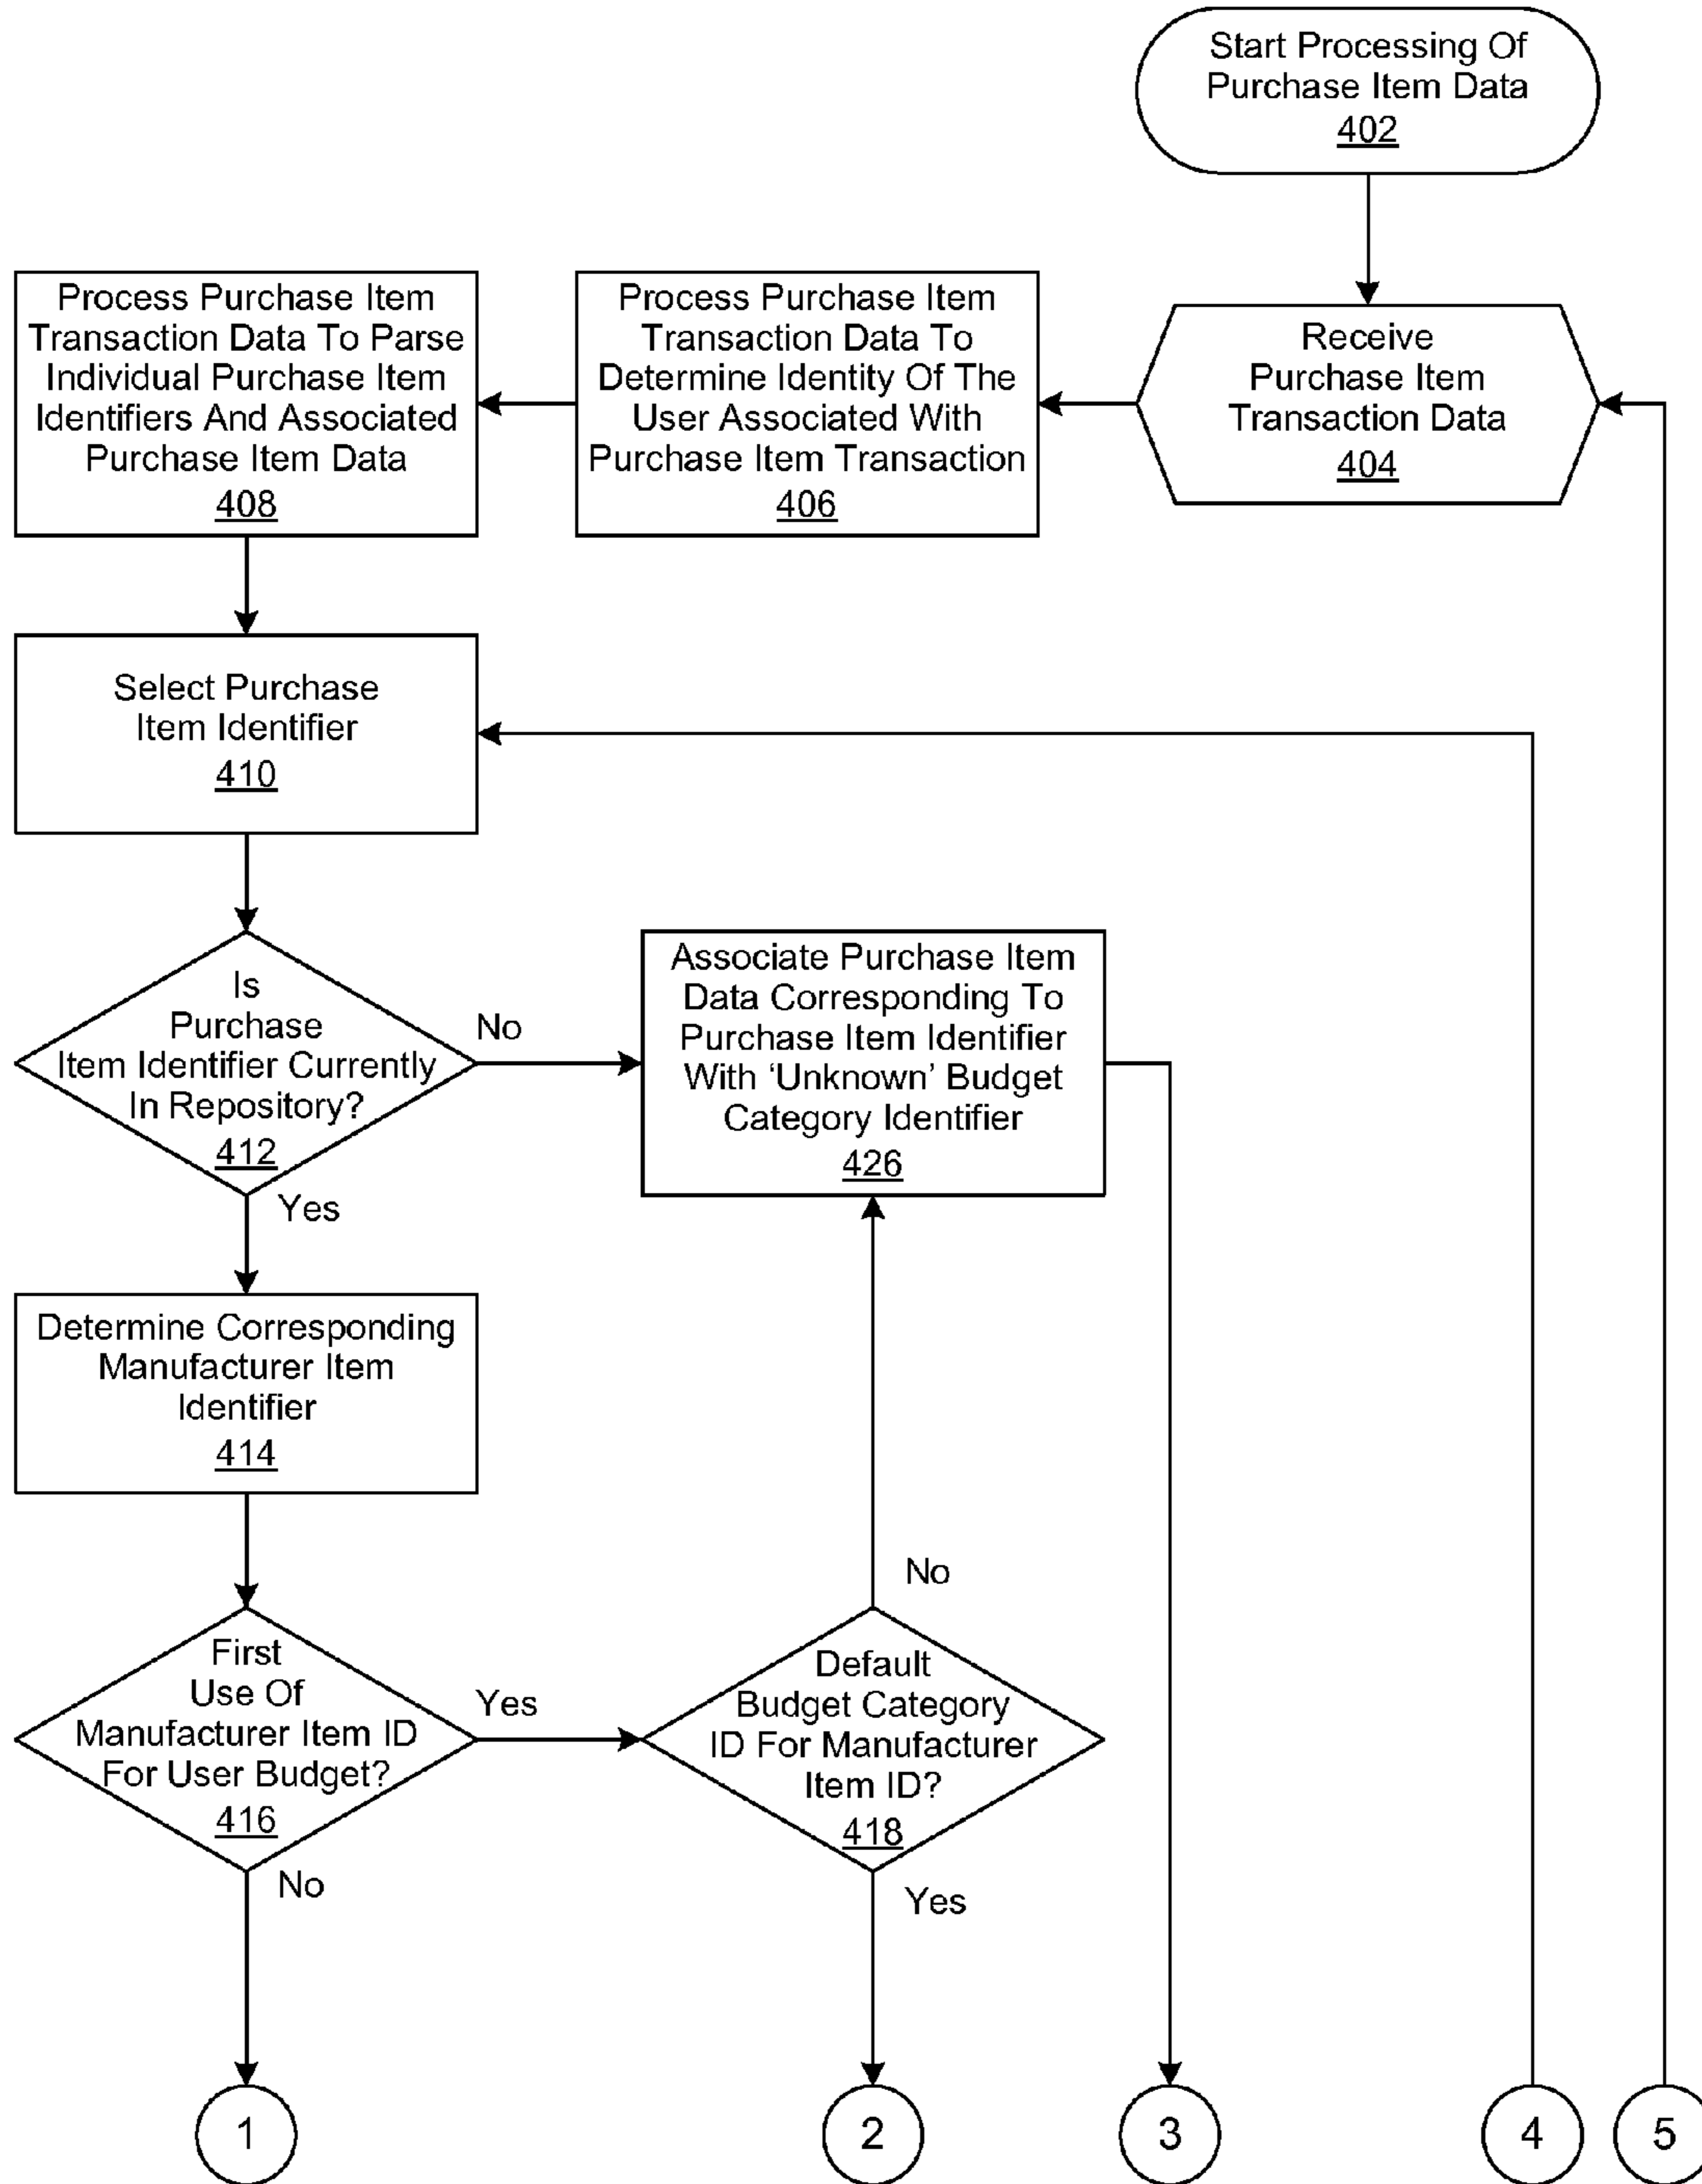 Start Processing Of
Purchase Item Data
402
Process Purchase Item
Transaction Data To Parse
Individual Purchase Item
Identifiers And Associated
Purchase Item Data
408
Process Purchase Item
Transaction Data To
Determine Identity Of The
User Associated With
Purchase Item Transaction
406
Receive
Purchase Item
Transaction Data
404
Select Purchase
Item Identifier
410
Is
Purchase
Item Identifier Currently
In Repository?
412
No
Yes
Associate Purchase Item
Data Corresponding To
Purchase Item Identifier
With ‘Unknown’ Budget
Category Identifier
426
Determine Corresponding
Manufacturer Item
Identifier
414
First
Use Of
Manufacturer Item ID
For User Budget?
416
Yes
No
No
Default
Budget Category
ID For Manufacturer
Item ID?
418
Yes
1
2
3
4
5